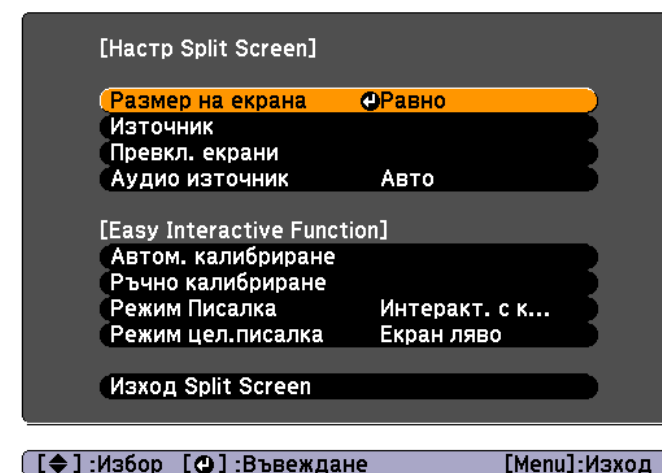 [Настр Split Screen]
Размер на екрана Равно
Източник
Превкл. екрани
Аудио източник Авто
[Easy Interactive Function]
Автом. калибриране
Ръчно калибриране
Режим Писалка Интеракт. с к...
Режим цел.писалка Екран ляво
Изход Split Screen
[ ] :Избор [ ] :Въвеждане [Menu]:Изход